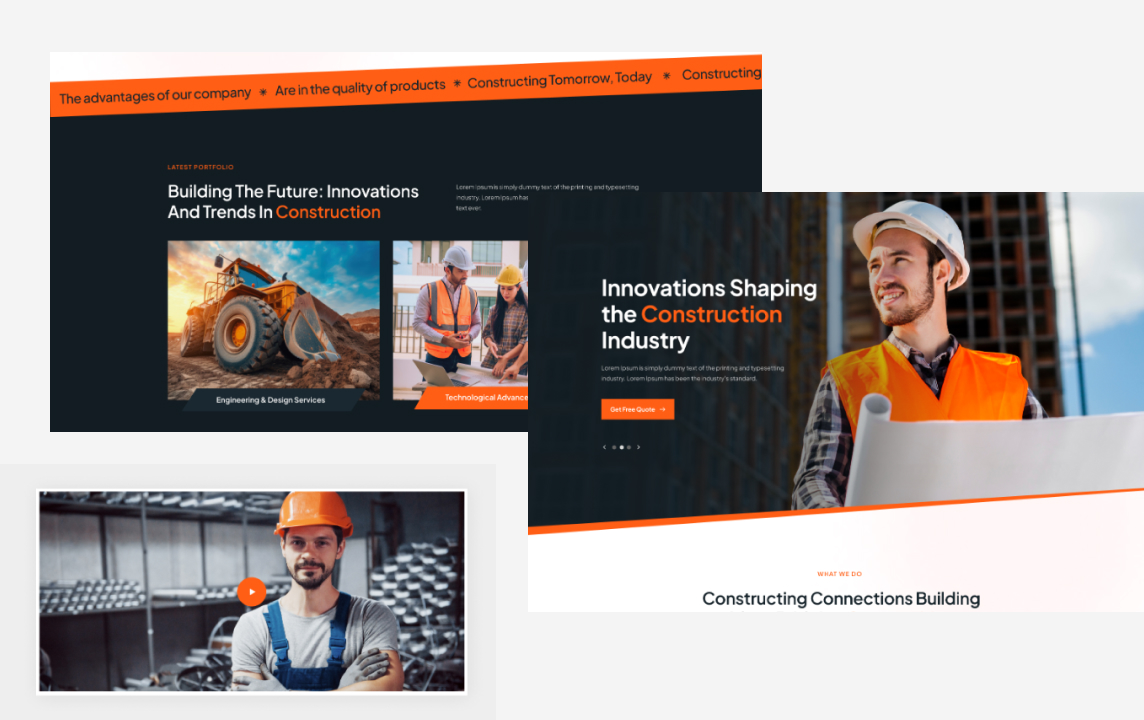 The advantages of our company * Are in the quality of products * Constructing Tomorrow, Today * Constructing
LATEST PORTFOLIO
Building The Future: Innovations
And Trends In Construction
Lorem Ipsum is simply dummy text of the printing and typesetting
industry. Lorem Ipsum has
text ever.
Engineering & Design Services
Technological Advance
Innovations Shaping
the Construction
Industry
Lorem Ipsum is simply dummy text of the printing and typesetting
industry. Lorem Ipsum has been the industry's standard.
Get Free Quote →
WHAT WE DO
Constructing Connections Building